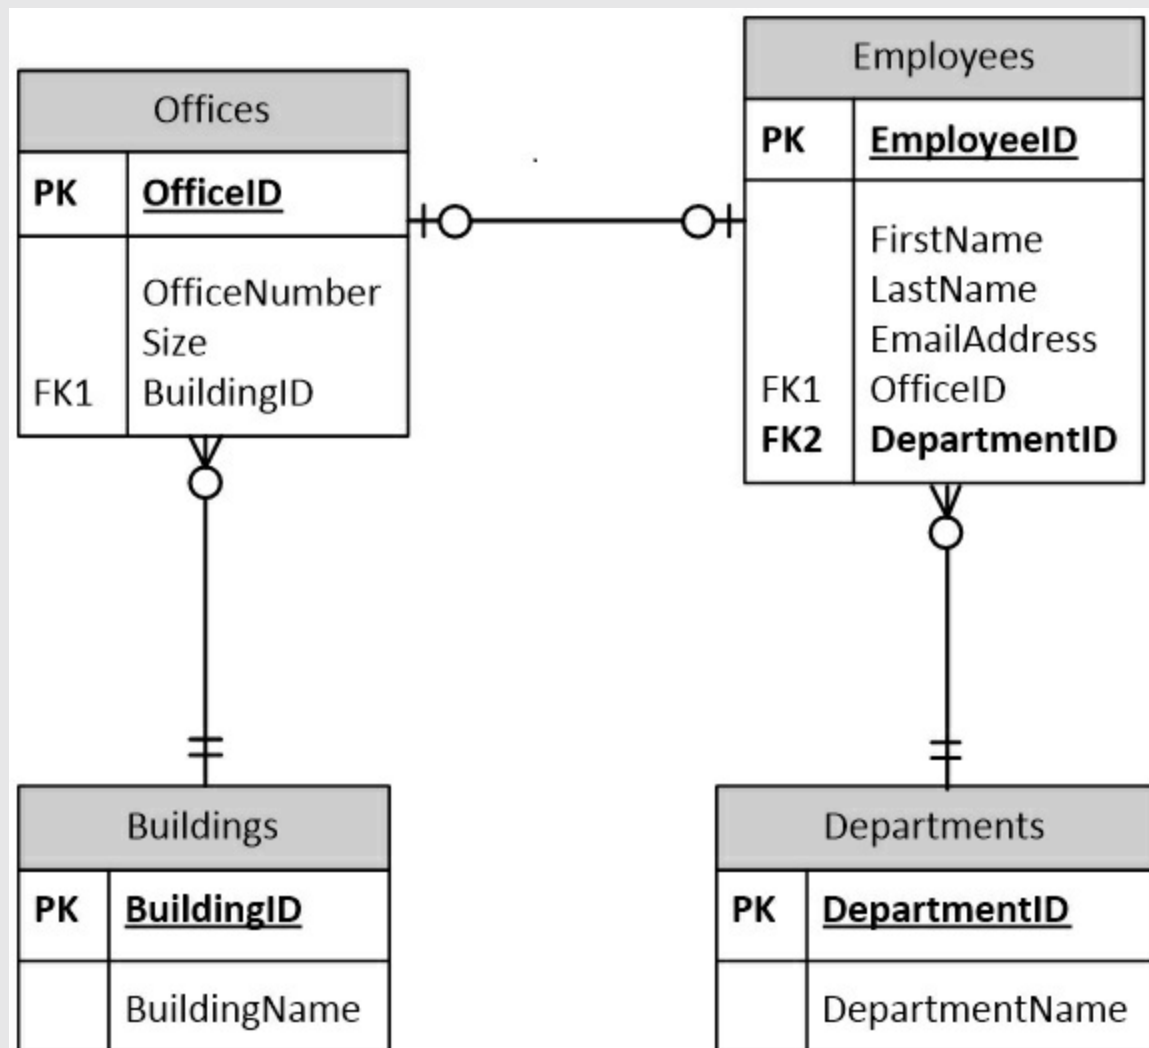 Offices
PK OfficeID
OfficeNumber
Size
FK1 BuildingID
Employees
PK EmployeeID
FirstName
LastName
EmailAddress
FK1 OfficeID
FK2 DepartmentID
Buildings
PK BuildingID
BuildingName
Departments
PK DepartmentID
DepartmentName